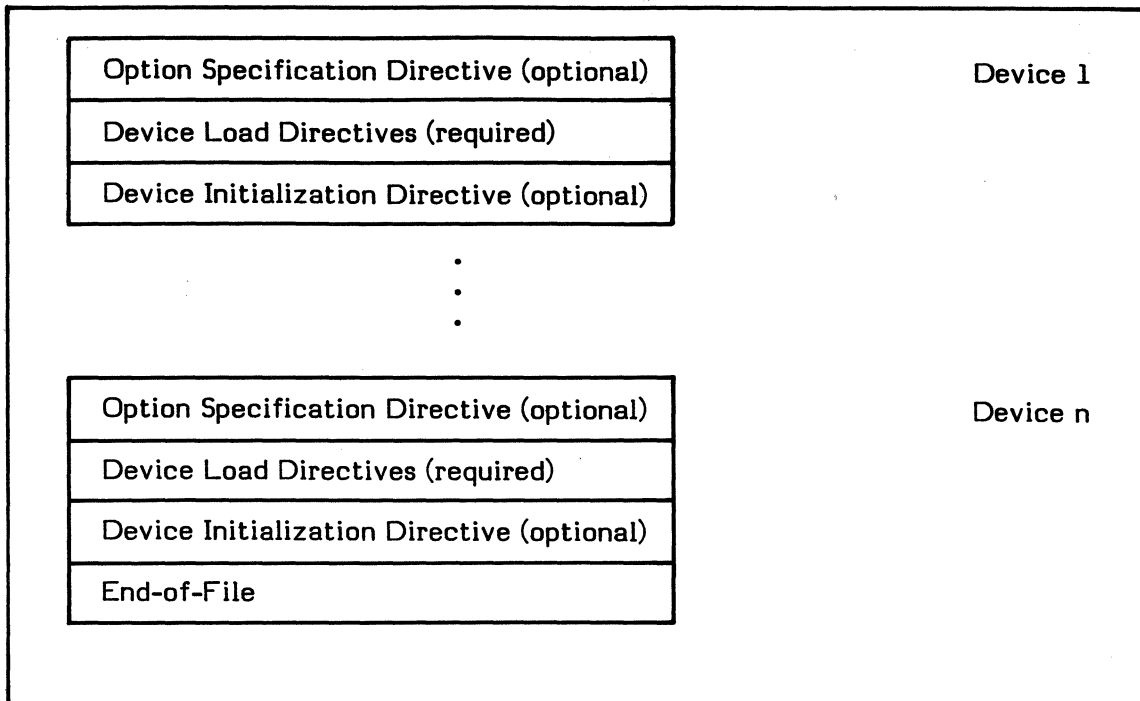 Option Specification Directive (optional)
Device 1
Device Load Directives (required)
Device Initialization Directive (optional)
Option Specification Directive (optional)
Device n
Device Load Directives (required)
Device Initialization Directive (optional)
End-of-File